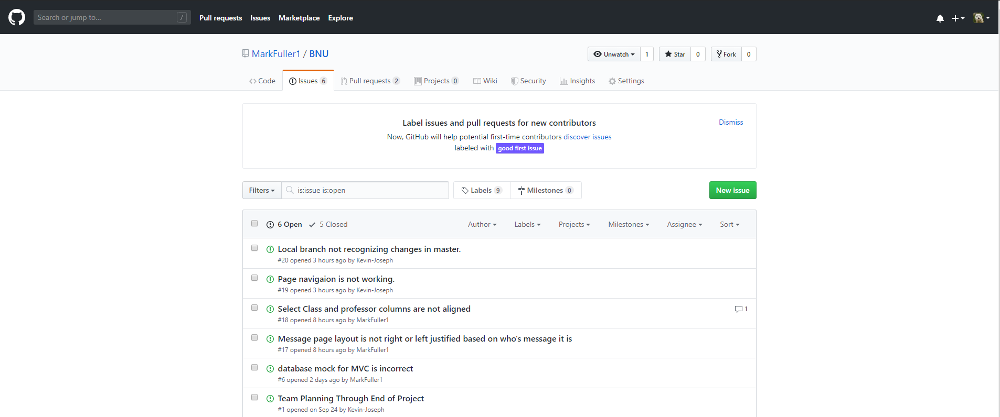 Search or jump to... / Pull requests Issues Marketplace Explore
MarkFuller1 / BNU Unwatch 1 Star 0 Fork 0
Code Issues 6 Pull requests 2 Projects 0 Wiki Security Insights Settings
Label issues and pull requests for new contributors Dismiss
Now, GitHub will help potential first-time contributors discover issues
labeled with good first issue
Filters is:issue is:open Labels 9 Milestones 0 New issue
6 Open 5 Closed Author Labels Projects Milestones Assignee Sort
Local branch not recognizing changes in master.
#20 opened 3 hours ago by Kevin-Joseph
Page navigaion is not working.
#19 opened 3 hours ago by Kevin-Joseph
Select Class and professor columns are not aligned 1
#18 opened 8 hours ago by MarkFuller1
Message page layout is not right or left justified based on who's message it is
#17 opened 8 hours ago by MarkFuller1
database mock for MVC is incorrect
#6 opened 2 days ago by MarkFuller1
Team Planning Through End of Project
#1 opened on Sep 24 by Kevin-Joseph